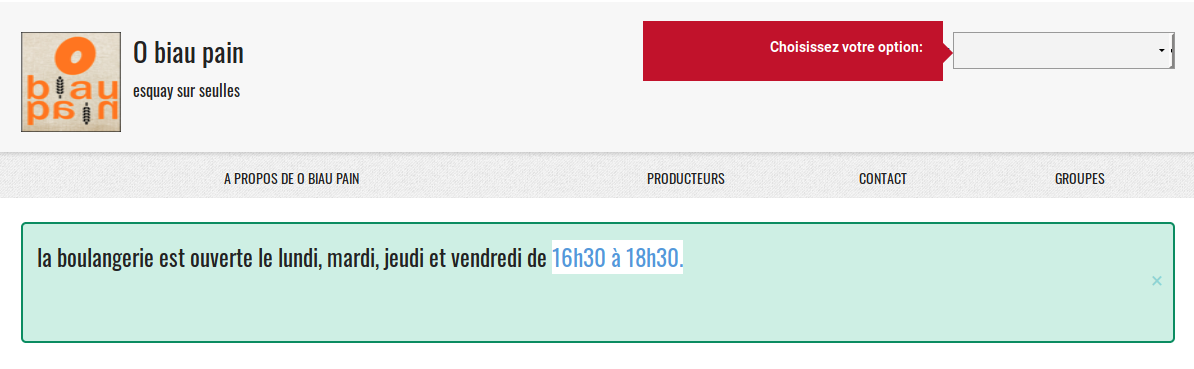 O
biau
pain
O biau pain
esquay sur seulles
Choisissez votre option:
A PROPOS DE O BIAU PAIN
PRODUCTEURS
CONTACT
GROUPES
la boulangerie est ouverte le lundi, mardi, jeudi et vendredi de 16h30 à 18h30.
×